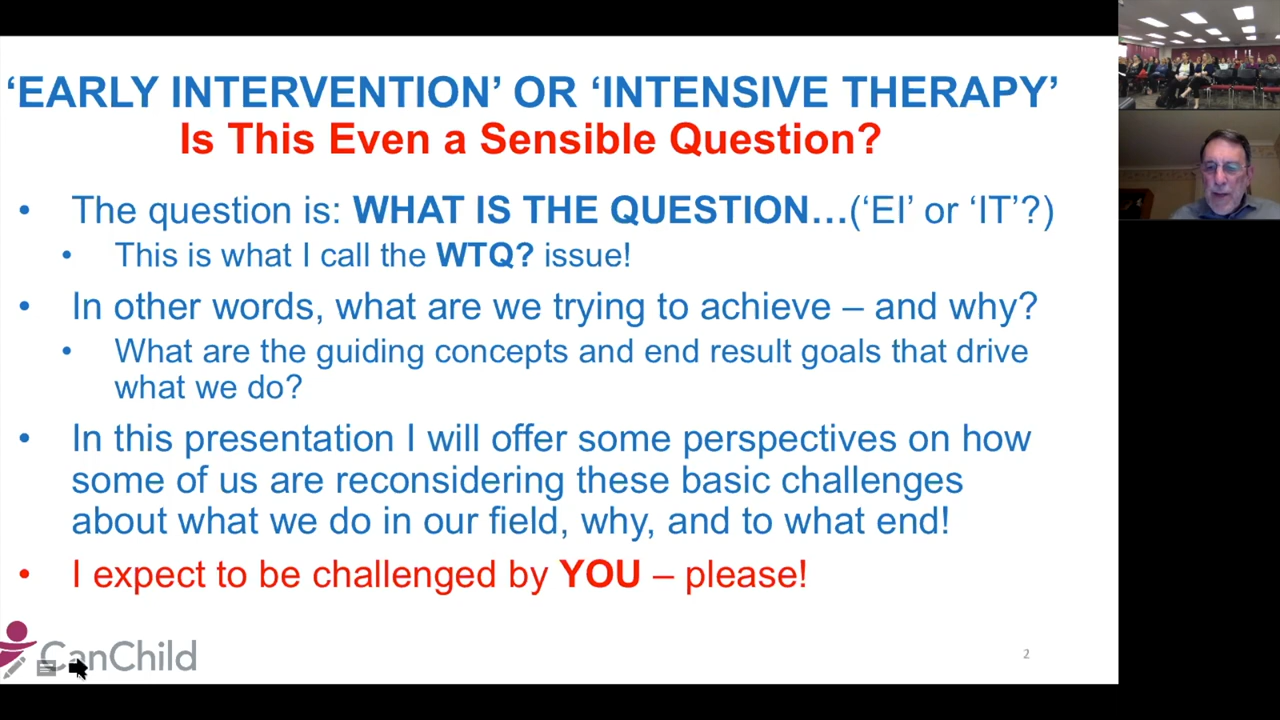 ‘EARLY INTERVENTION’ OR ‘INTENSIVE THERAPY’
Is This Even a Sensible Question?
• The question is: WHAT IS THE QUESTION…(‘EI’ or ‘IT’?)
• This is what I call the WTQ? issue!
• In other words, what are we trying to achieve – and why?
• What are the guiding concepts and end result goals that drive
what we do?
• In this presentation I will offer some perspectives on how
some of us are reconsidering these basic challenges
about what we do in our field, why, and to what end!
• I expect to be challenged by YOU – please!
CanChild
2